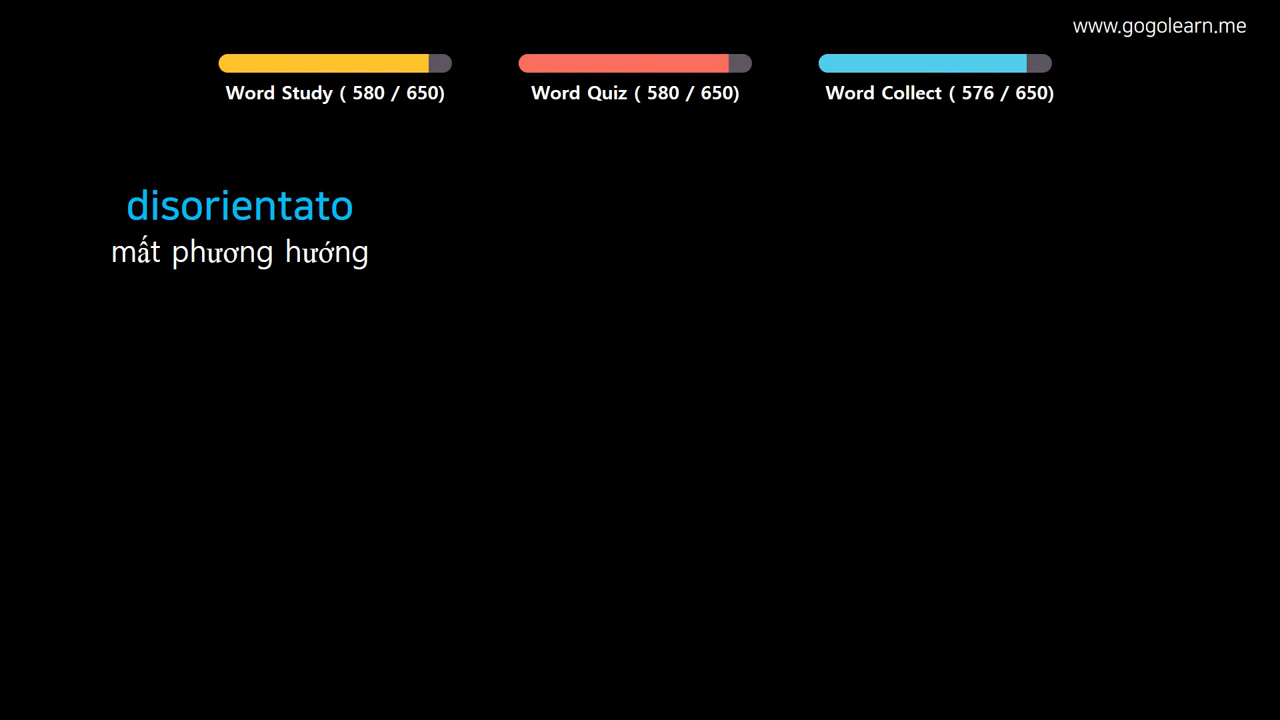 www.gogolearn.me
Word Study ( 580 / 650)
Word Quiz ( 580 / 650)
Word Collect ( 576 / 650)
disorientato
mất phương hướng